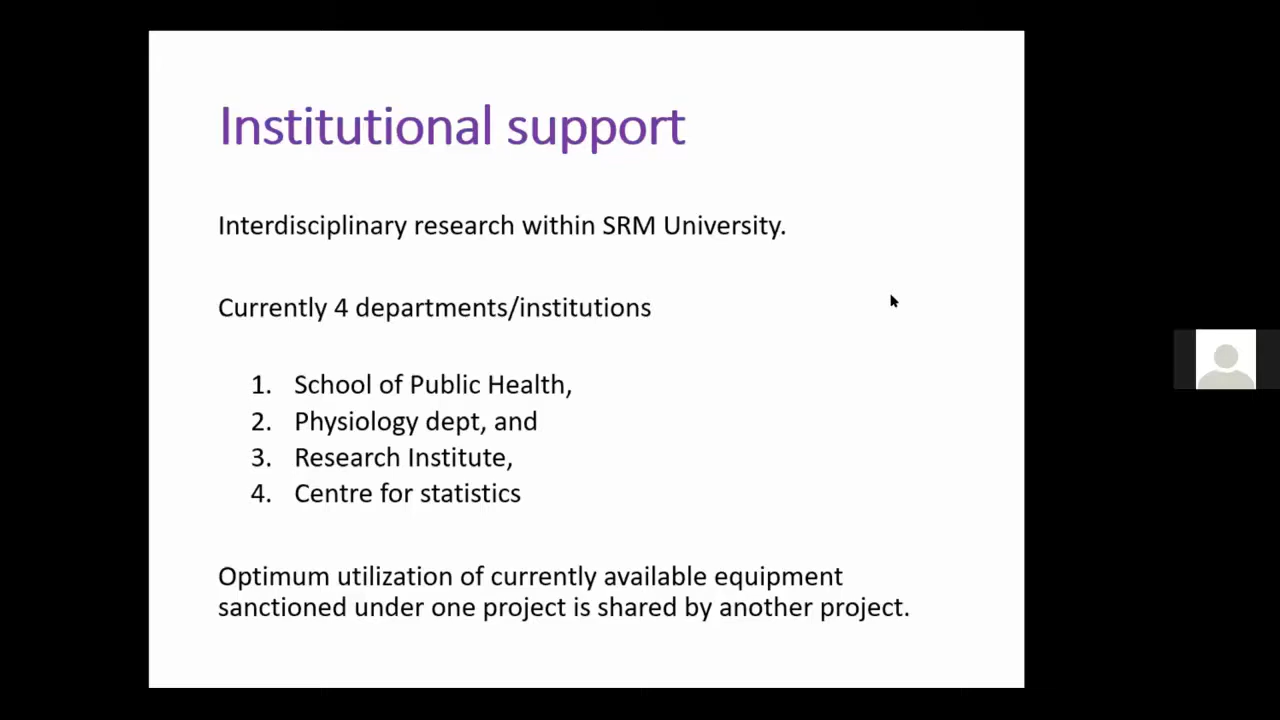 Institutional support
Interdisciplinary research within SRM University.
Currently 4 departments/institutions
1. School of Public Health,
2. Physiology dept, and
3. Research Institute,
4. Centre for statistics
Optimum utilization of currently available equipment
sanctioned under one project is shared by another project.